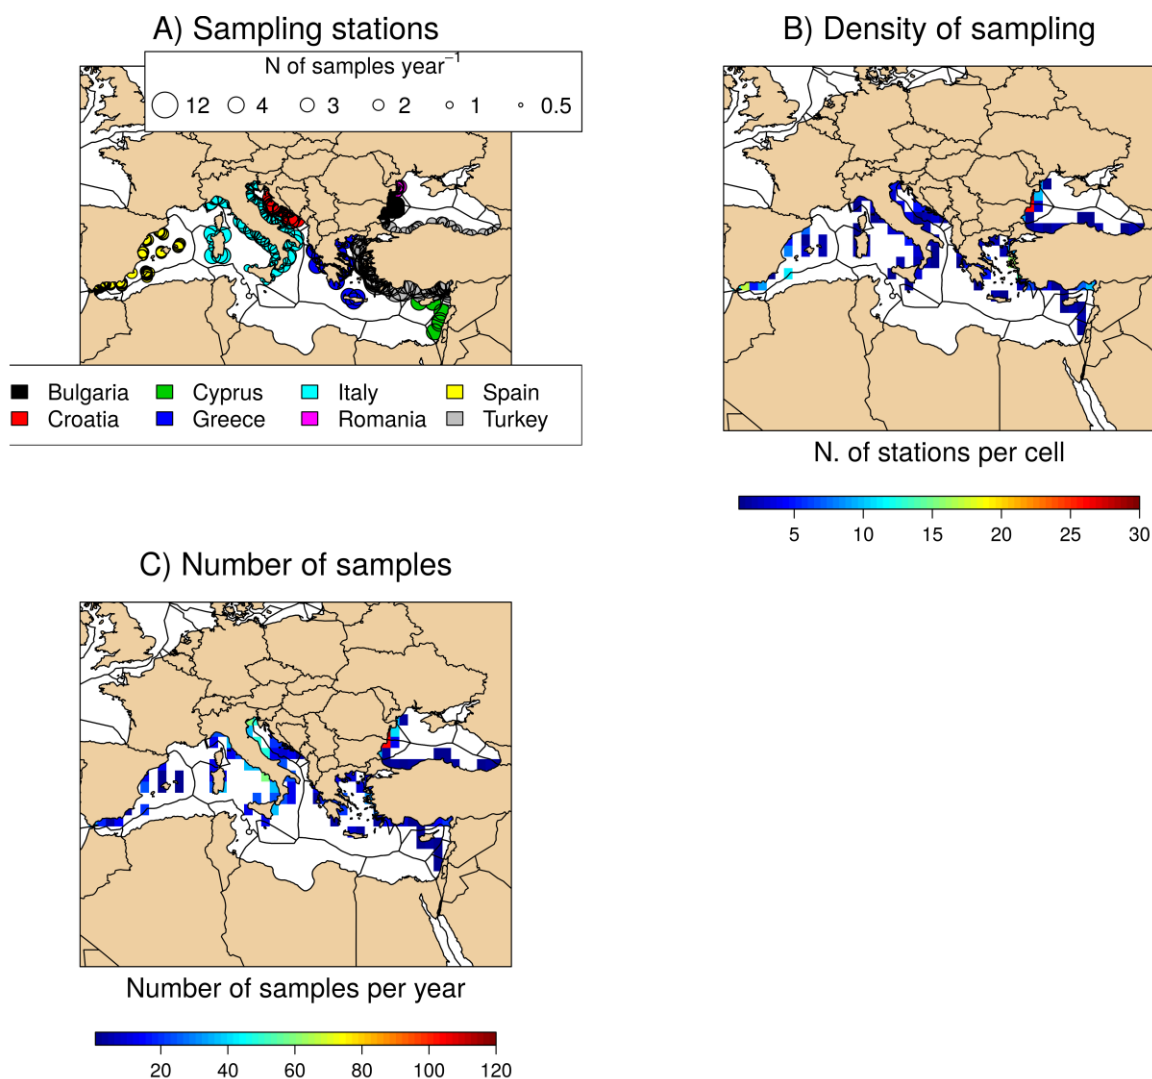 A) Sampling stations
N of samples year⁻¹
12 4 3 2 1 0.5
Bulgaria Cyprus Italy Spain
Croatia Greece Romania Turkey
B) Density of sampling
N. of stations per cell
5 10 15 20 25 30
C) Number of samples
Number of samples per year
20 40 60 80 100 120